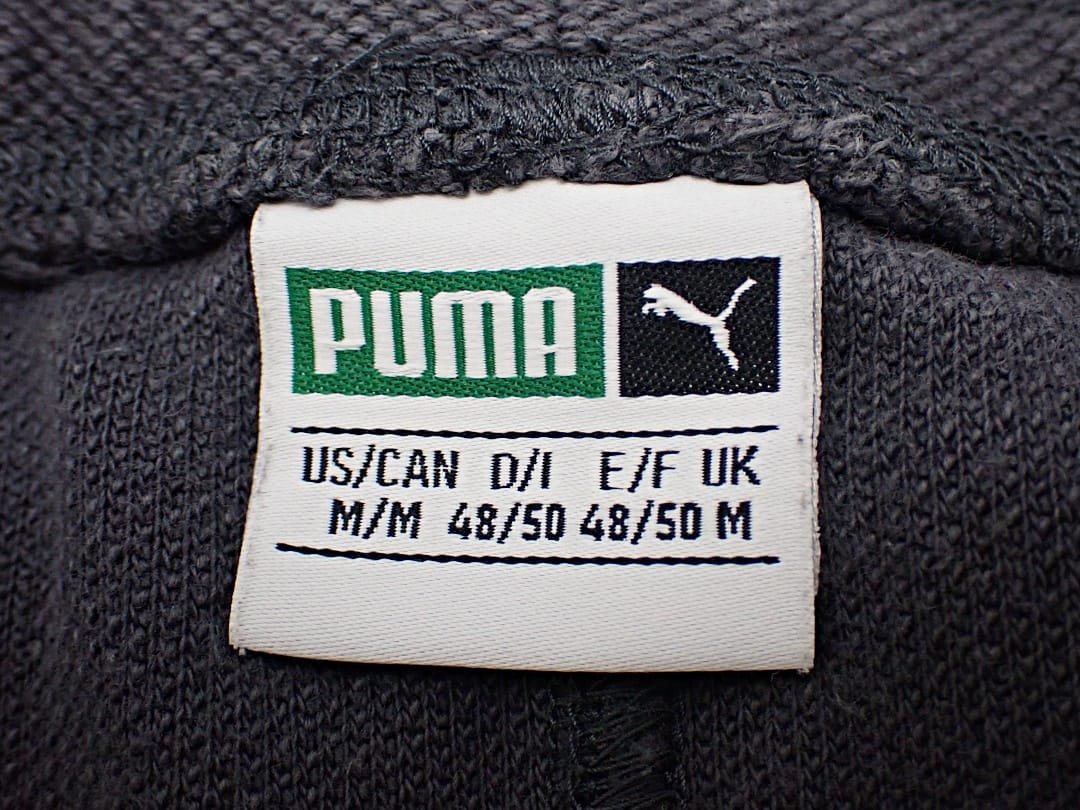 PUMA
US/CAN D/I E/F UK
M/M 48/50 48/50 M